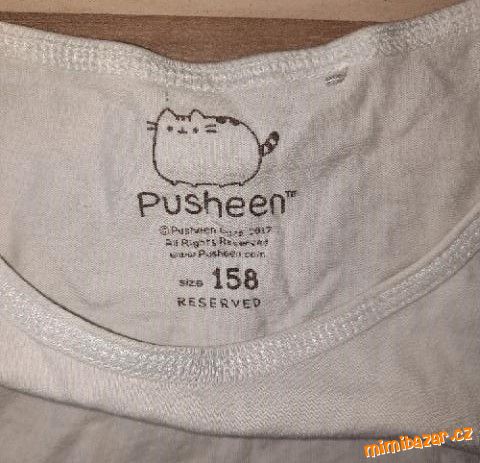 Pusheen™
©Pusheen Corp 2017
All Rights Reserved
www.Pusheen.com
size 158
RESERVED
mimibazar.cz